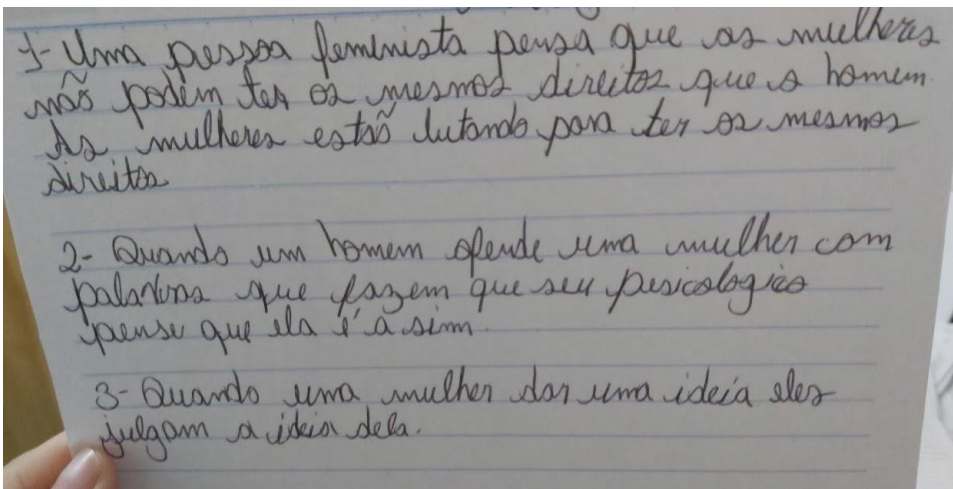 1- Uma pessoa feminista pensa que as mulheres
não podem ter os mesmos direitos que o homem.
As mulheres estão lutando para ter os mesmos
direitos
2- Quando um homem ofende uma mulher com
palavras que fazem que seu pusicologico
pense que ela é a sim.
3- Quando uma mulher dar uma ideia eles
julgam a ideia dela.